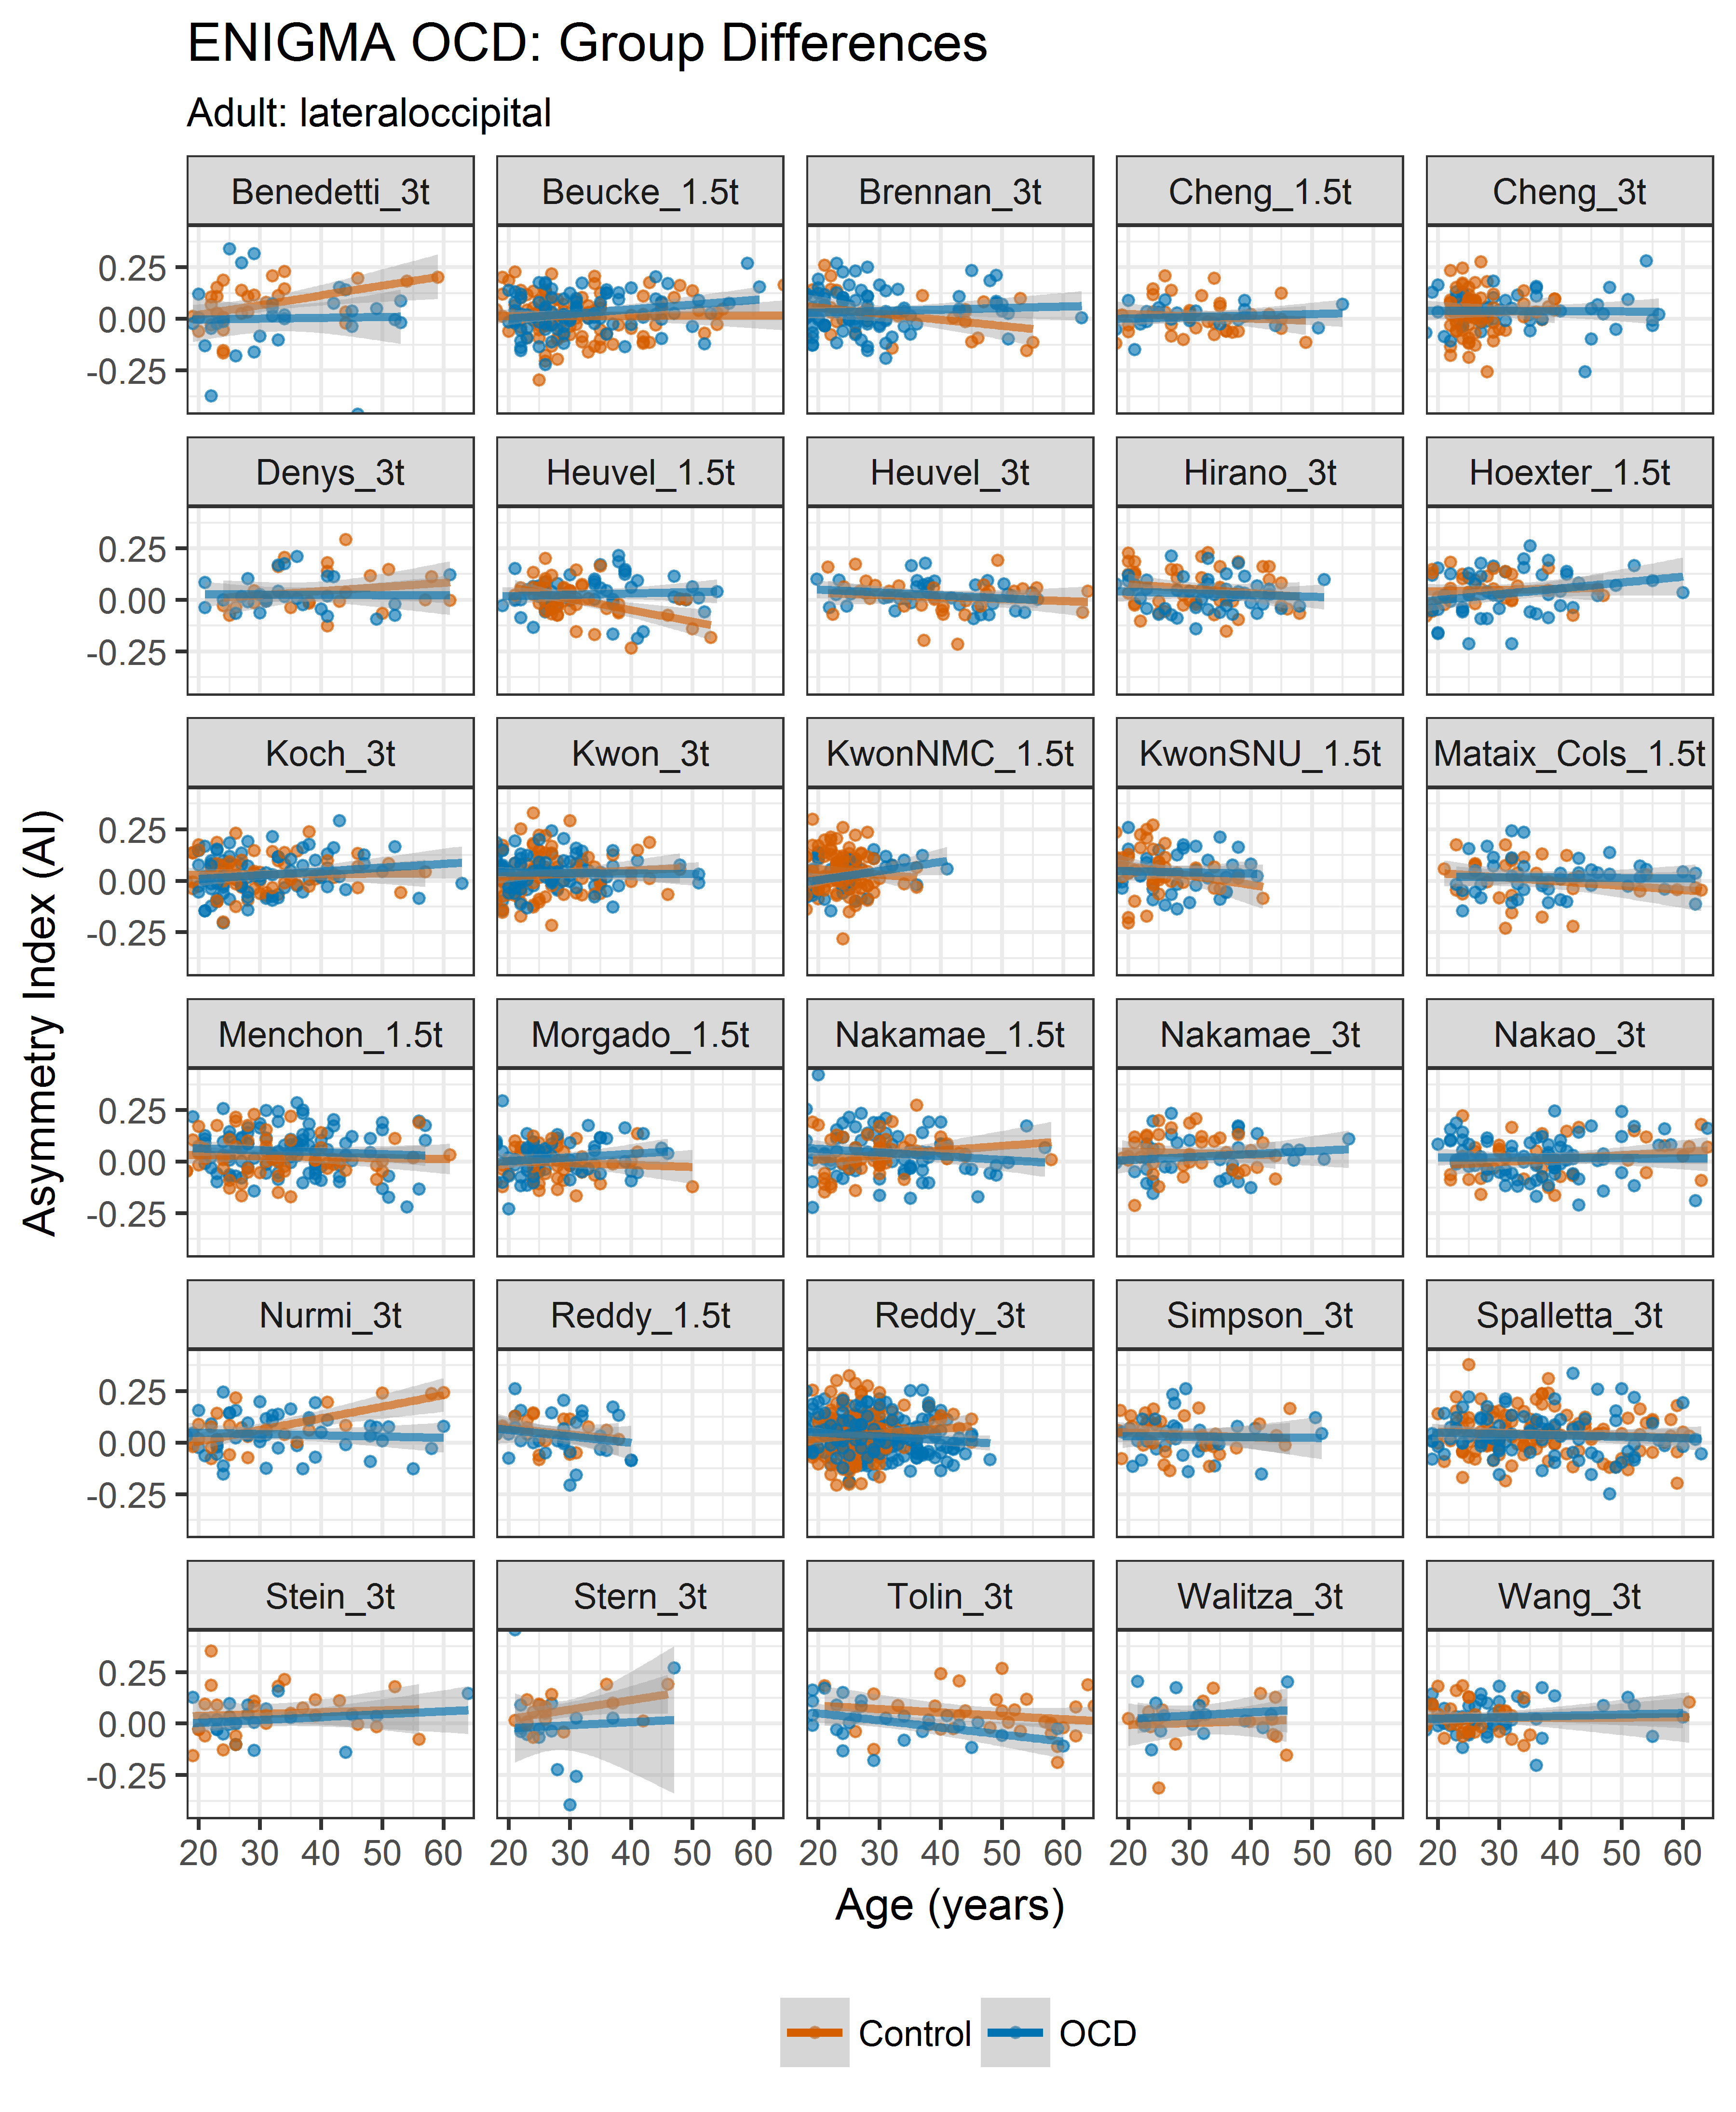 ENIGMA OCD: Group Differences
Adult: lateraloccipital
Benedetti_3t Beucke_1.5t Brennan_3t Cheng_1.5t Cheng_3t
0.25
0.00
-0.25
Denys_3t Heuvel_1.5t Heuvel_3t Hirano_3t Hoexter_1.5t
0.25
0.00
-0.25
Koch_3t Kwon_3t KwonNMC_1.5t KwonSNU_1.5t Mataix_Cols_1.5t
0.25
0.00
-0.25
Menchon_1.5t Morgado_1.5t Nakamae_1.5t Nakamae_3t Nakao_3t
0.25
0.00
-0.25
Nurmi_3t Reddy_1.5t Reddy_3t Simpson_3t Spalletta_3t
0.25
0.00
-0.25
Stein_3t Stern_3t Tolin_3t Walitza_3t Wang_3t
0.25
0.00
-0.25
20 30 40 50 60 20 30 40 50 60 20 30 40 50 60 20 30 40 50 60 20 30 40 50 60
Asymmetry Index (AI)
Age (years)
Control OCD